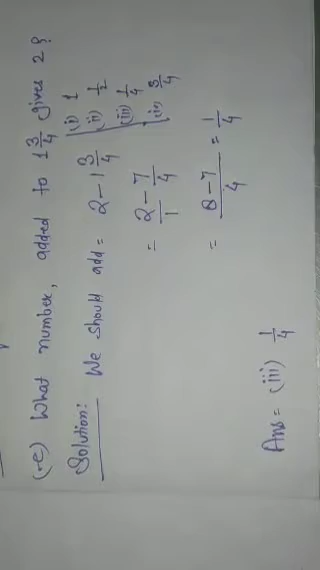 (e) What number, added to 1 3/4 gives 2?
(i) 1
(ii) 1/2
(iii) 1/4
(iv) 3/4
Solution: We should add = 2 - 1 3/4
= 2/1 - 7/4
= 8-7/4 = 1/4
Ans = (iii) 1/4